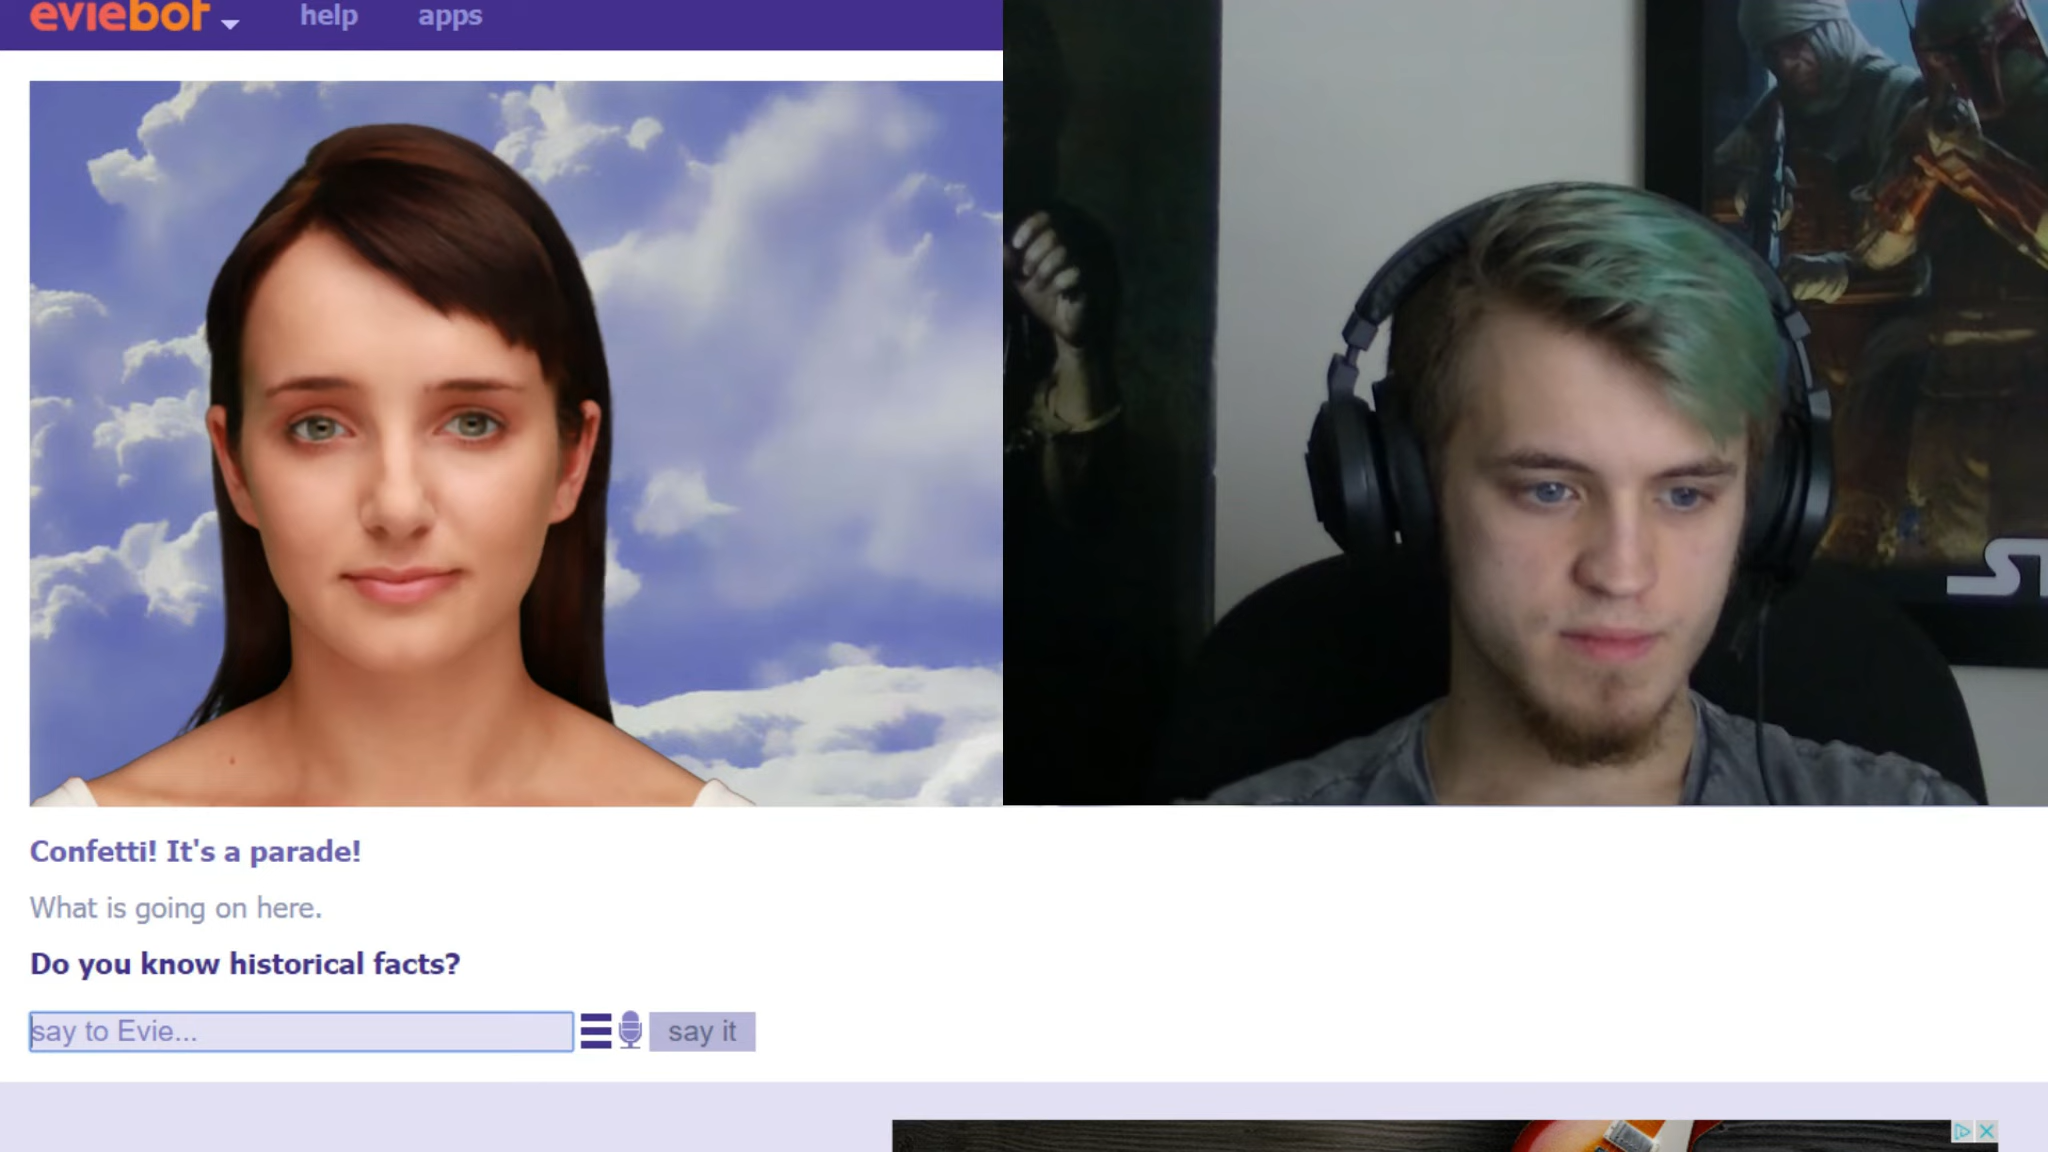 eviebot
help
apps
Confetti! It's a parade!
What is going on here.
Do you know historical facts?
say to Evie...
say it